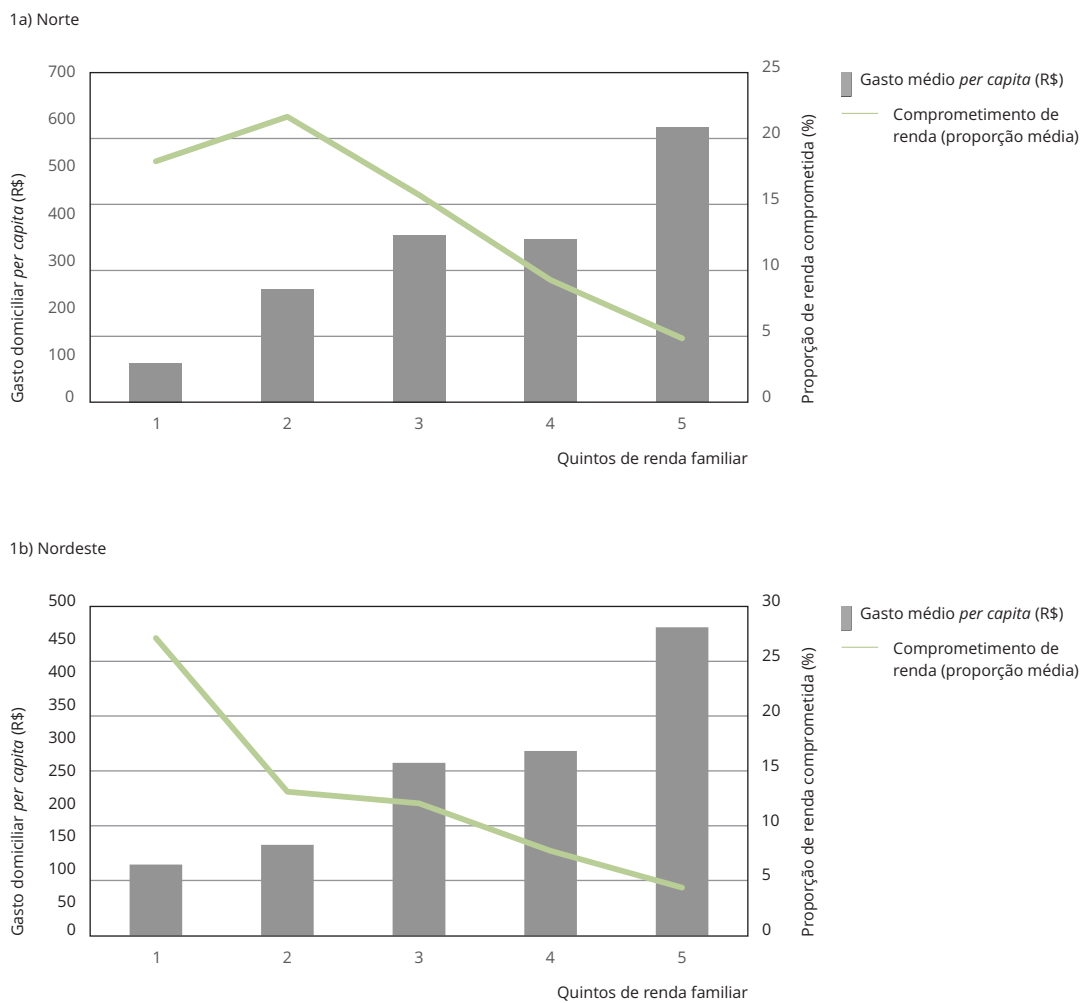 1a) Norte
Gasto domiciliar per capita (R$)
700
600
500
400
300
200
100
0
25
20
15
10
5
0
Proporção de renda comprometida (%)
Gasto médio per capita (R$)
Comprometimento de
renda (proporção média)
1 2 3 4 5
Quintos de renda familiar
1b) Nordeste
Gasto domiciliar per capita (R$)
500
450
400
350
300
250
200
150
100
50
0
30
25
20
15
10
5
0
Proporção de renda comprometida (%)
Gasto médio per capita (R$)
Comprometimento de
renda (proporção média)
1 2 3 4 5
Quintos de renda familiar